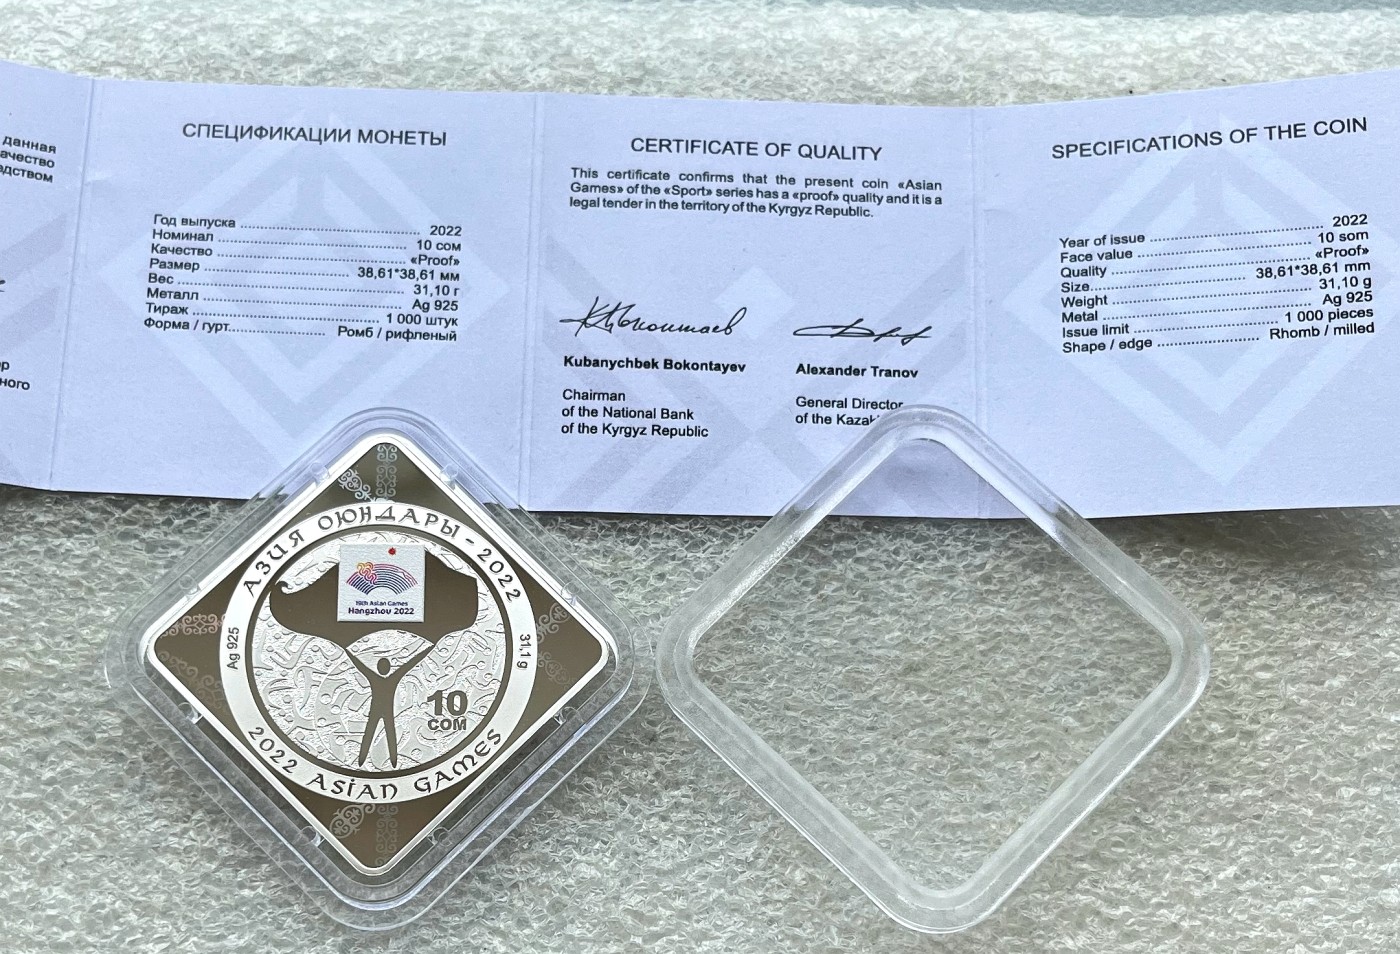 данная
СПЕЦИФИКАЦИИ МОНЕТЫ
Год выпуска 2022
Номинал 10 сом
Качество «Proof»
Размер 38,61*38,61 мм
Вес 31,10 г
Металл Ag 925
Тираж 1 000 штук
Форма / гурт Ромб / рифленый
CERTIFICATE OF QUALITY
This certificate confirms that the present coin «Asian
Games» of the «Sport» series has a «proof» quality and it is a
legal tender in the territory of the Kyrgyz Republic.
Kubanychbek Bokontayev
Chairman
of the National Bank
of the Kyrgyz Republic
Alexander Tranov
General Director
of the
SPECIFICATIONS OF THE COIN
Year of issue 2022
Face value 10 som
Quality «Proof»
Size 38,61*38,61 mm
Weight 31,10 g
Metal Ag 925
Issue limit 1 000 pieces
Shape / edge Rhomb / milled
АЗИЯ ОЮНДАРЫ - 2022
19th Asian Games
Hangzhou 2022
Ag 925
31,1 g
10
СОМ
2022 ASIAN GAMES